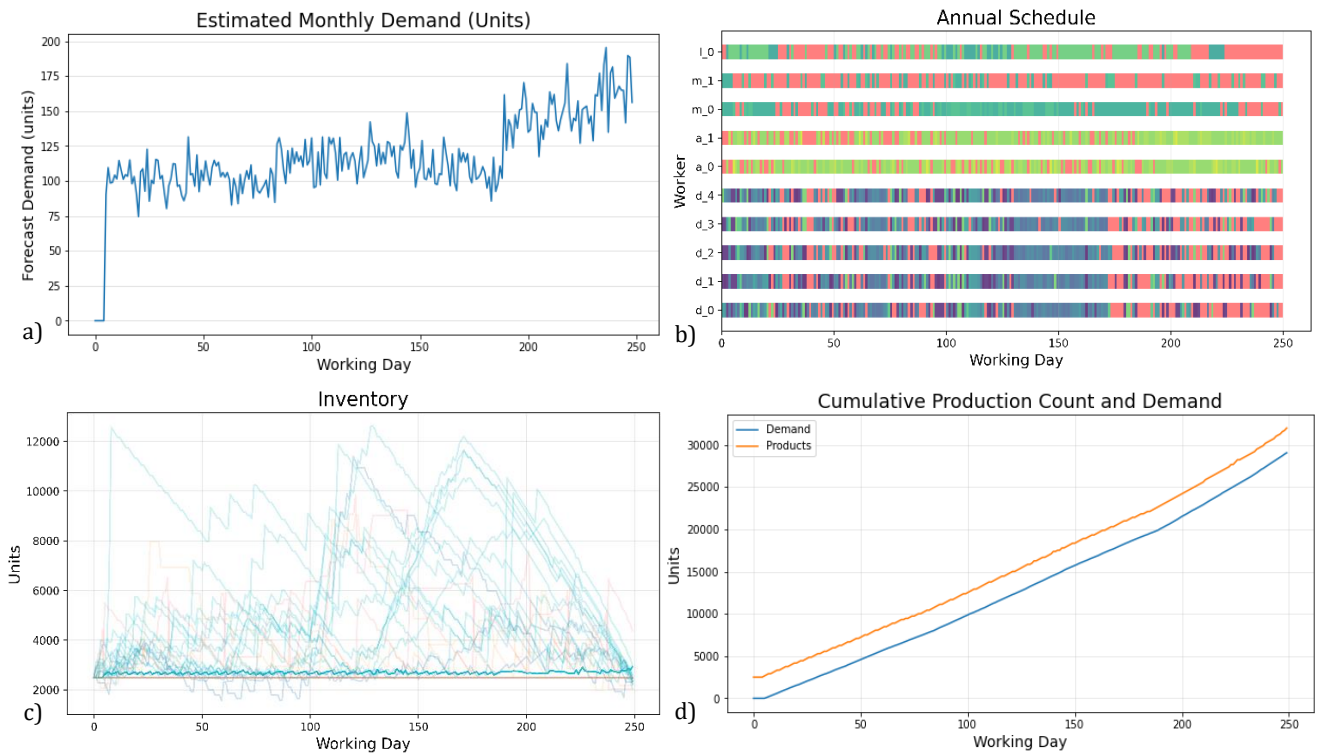 Estimated Monthly Demand (Units)
Forecast Demand (units)
200
175
150
125
100
75
50
25
0
0
50
100
150
200
250
Working Day
a)
Annual Schedule
Worker
l_0
m_1
m_0
a_1
a_0
d_4
d_3
d_2
d_1
d_0
0
50
100
150
200
250
Working Day
b)
Inventory
Units
12000
10000
8000
6000
4000
2000
0
50
100
150
200
250
Working Day
c)
Cumulative Production Count and Demand
Demand
Products
Units
30000
25000
20000
15000
10000
5000
0
0
50
100
150
200
250
Working Day
d)